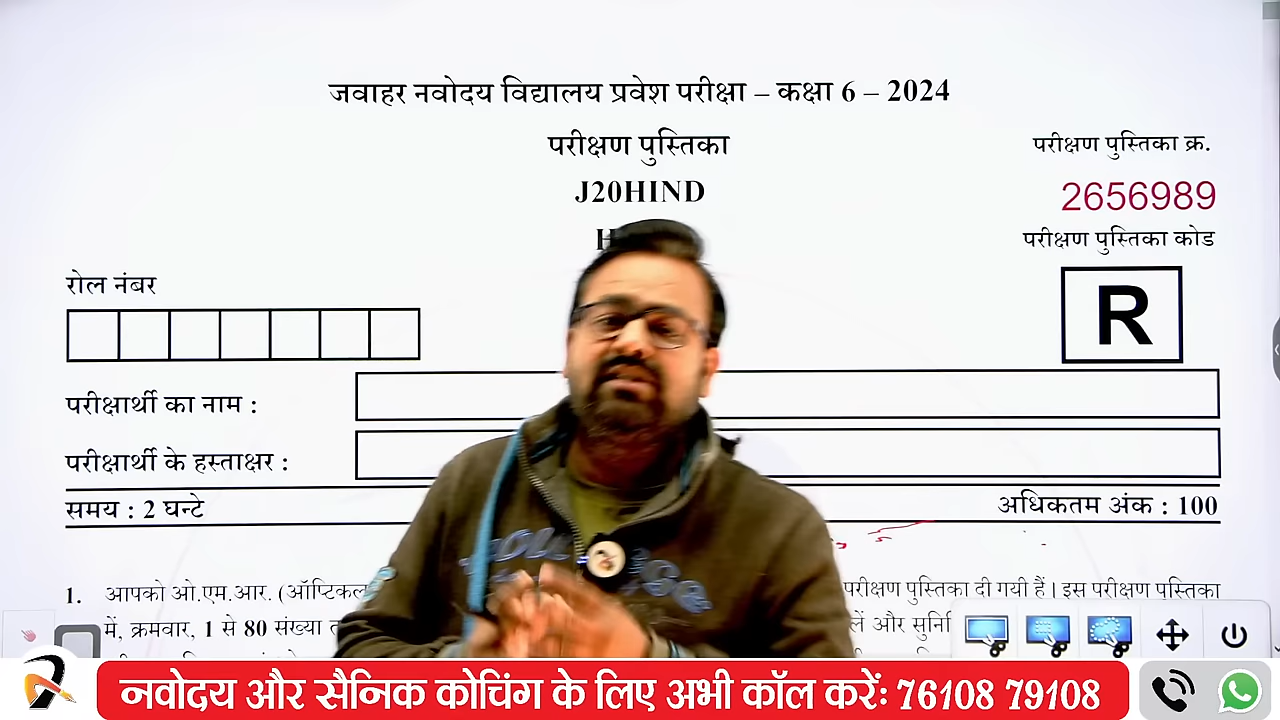 जवाहर नवोदय विद्यालय प्रवेश परीक्षा – कक्षा 6 – 2024
परीक्षण पुस्तिका
परीक्षण पुस्तिका क्र.
J20HIND
2656989
परीक्षण पुस्तिका कोड
रोल नंबर
R
परीक्षार्थी का नाम :
परीक्षार्थी के हस्ताक्षर :
समय : 2 घन्टे
अधिकतम अंक : 100
1. आपको ओ.एम.आर. (ऑप्टिकल परीक्षण पुस्तिका दी गयी हैं। इस परीक्षण पुस्तिका
में, क्रमवार, 1 से 80 संख्या और
नवोदय और सैनिक कोचिंग के लिए अभी कॉल करें: 76108 79108